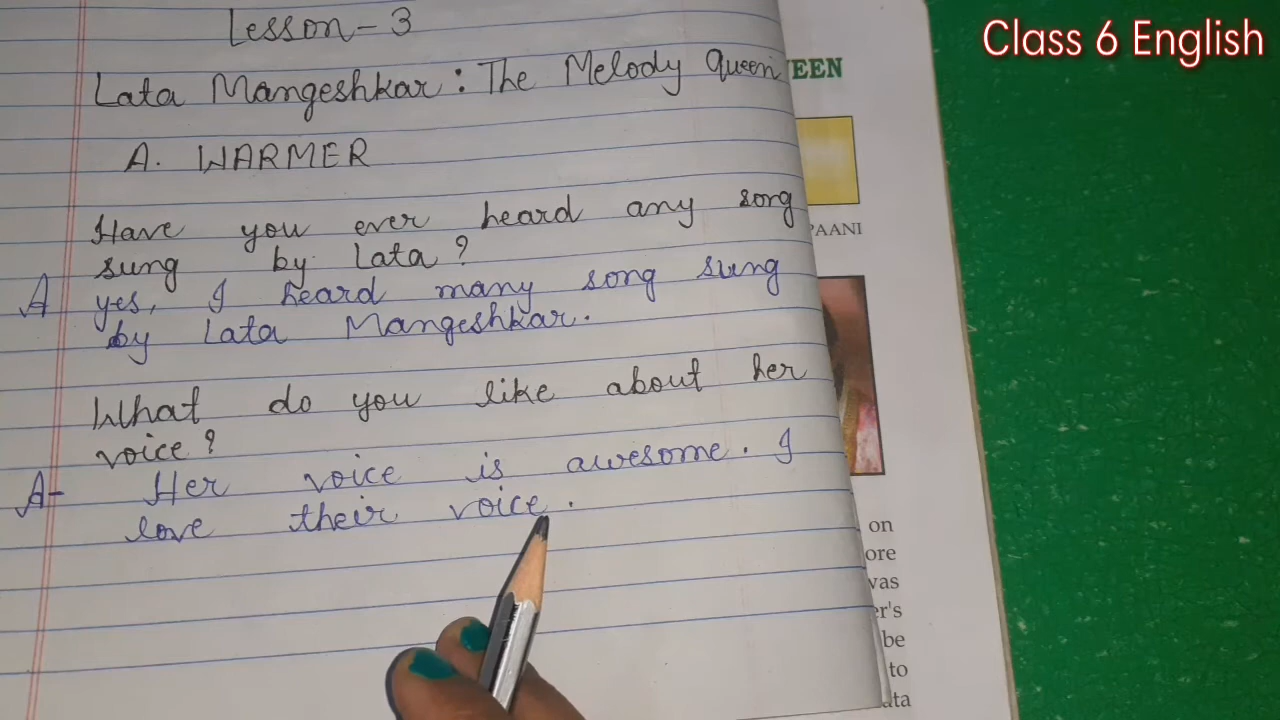 Class 6 English
Lesson-3
Lata Mangeshkar : The Melody Queen
A. WARMER
Have you ever heard any song
sung by Lata ?
A yes, I heard many song sung
by Lata Mangeshkar.
What do you like about her
voice ?
A- Her voice is awesome. I
love their voice.
EEN
PAANI
on
ore
was
er's
be
to
ata